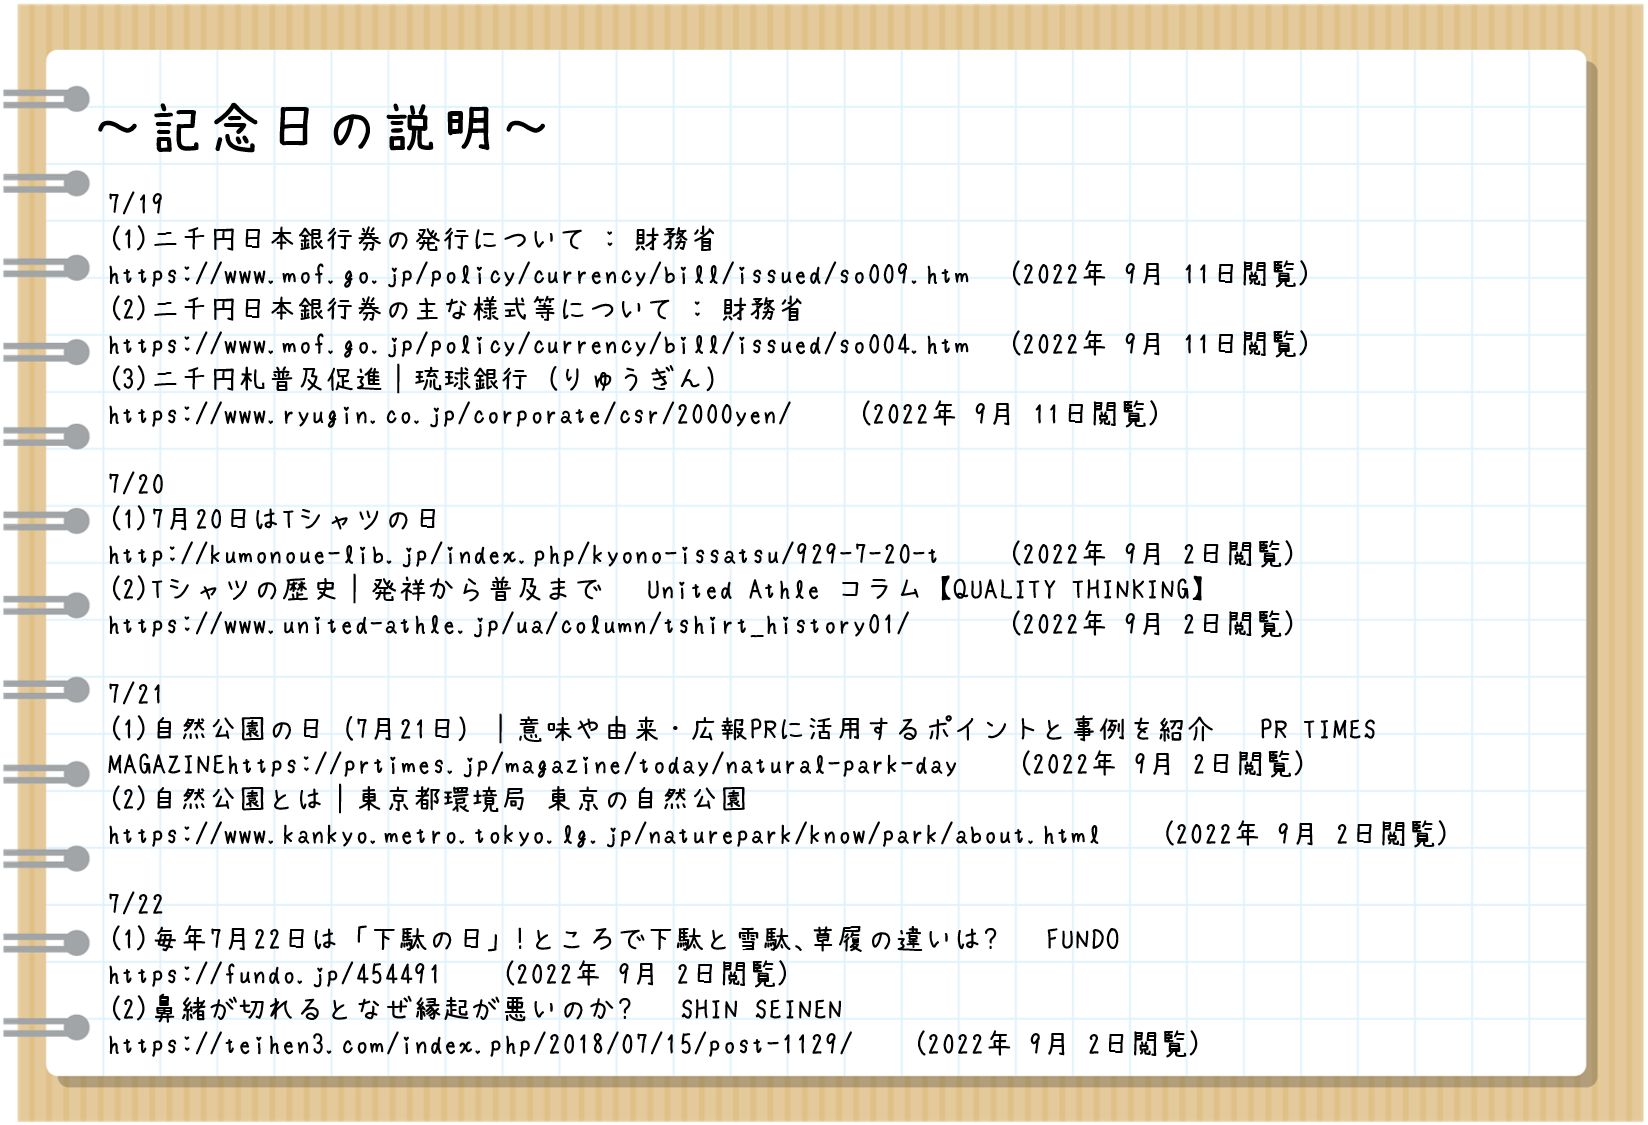 ～記念日の説明～
7/19
(1)二千円日本銀行券の発行について : 財務省
https://www.mof.go.jp/policy/currency/bill/issued/so009.htm (2022年 9月 11日閲覧)
(2)二千円日本銀行券の主な様式等について : 財務省
https://www.mof.go.jp/policy/currency/bill/issued/so004.htm (2022年 9月 11日閲覧)
(3)二千円札普及促進｜琉球銀行（りゅうぎん）
https://www.ryugin.co.jp/corporate/csr/2000yen/ (2022年 9月 11日閲覧)
7/20
(1)7月20日はTシャツの日
http://kumonoue-lib.jp/index.php/kyono-issatsu/929-7-20-t (2022年 9月 2日閲覧)
(2)Tシャツの歴史｜発祥から普及まで United Athle コラム【QUALITY THINKING】
https://www.united-athle.jp/ua/column/tshirt_history01/ (2022年 9月 2日閲覧)
7/21
(1)自然公園の日（7月21日）｜意味や由来・広報PRに活用するポイントと事例を紹介 PR TIMES
MAGAZINEhttps://prtimes.jp/magazine/today/natural-park-day (2022年 9月 2日閲覧)
(2)自然公園とは｜東京都環境局 東京の自然公園
https://www.kankyo.metro.tokyo.lg.jp/naturepark/know/park/about.html (2022年 9月 2日閲覧)
7/22
(1)毎年7月22日は「下駄の日」!ところで下駄と雪駄、草履の違いは? FUNDO
https://fundo.jp/454491 (2022年 9月 2日閲覧)
(2)鼻緒が切れるとなぜ縁起が悪いのか? SHIN SEINEN
https://teihen3.com/index.php/2018/07/15/post-1129/ (2022年 9月 2日閲覧)